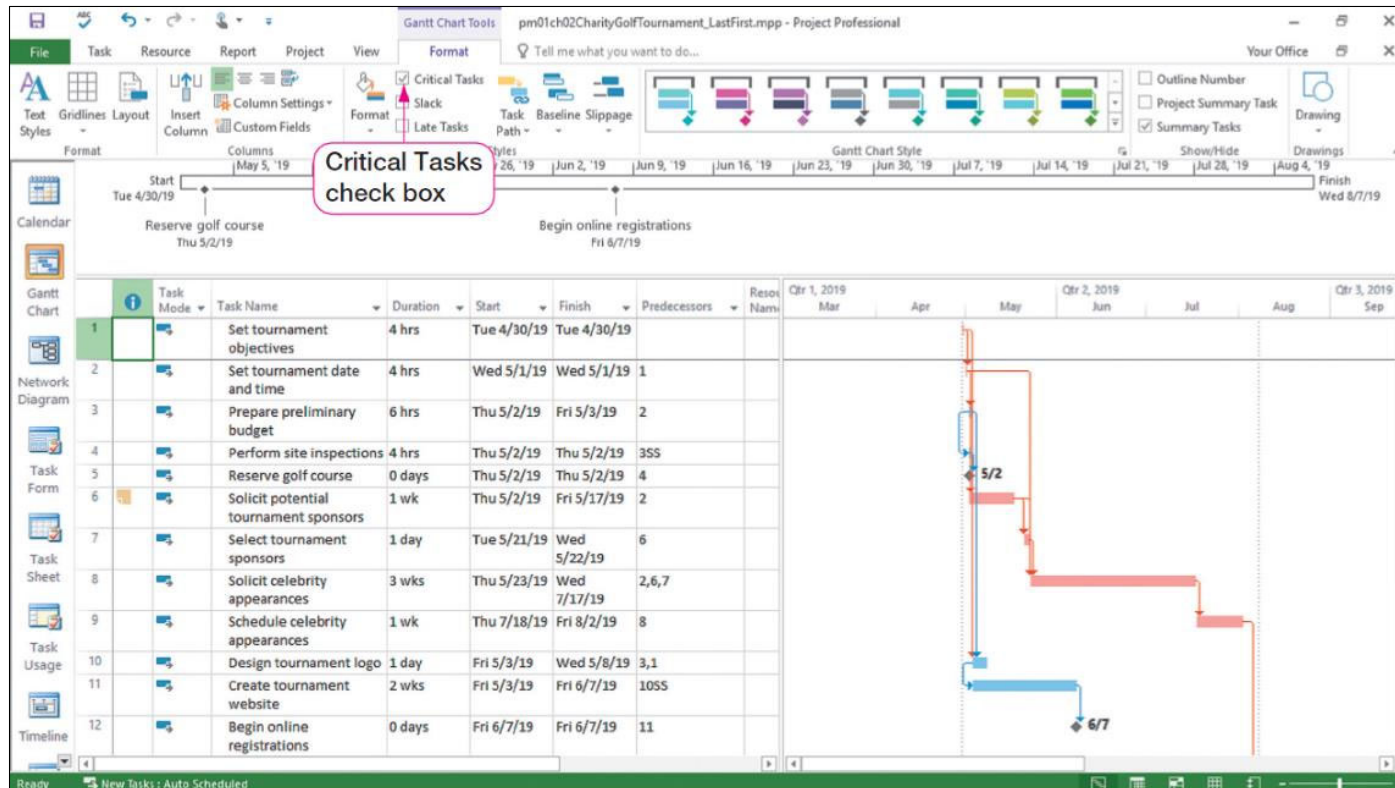 ABC
Gantt Chart Tools
pm01ch02CharityGolfTournament_LastFirst.mpp - Project Professional
File Task Resource Report Project View Format Tell me what you want to do... Your Office
A A
Text Styles
Gridlines
Layout
Format
Insert Column
Column Settings
Custom Fields
Columns
Format
Critical Tasks
Slack
Late Tasks
Task Path
Baseline
Slippage
Gantt Chart Style
Outline Number
Project Summary Task
Summary Tasks
Show/Hide
Drawing
Drawings
Critical Tasks
check box
May 5, '19 26, '19 Jun 2, '19 Jun 9, '19 Jun 16, '19 Jun 23, '19 Jun 30, '19 Jul 7, '19 Jul 14, '19 Jul 21, '19 Jul 28, '19 Aug 4, '19
Start
Tue 4/30/19
Finish
Wed 8/7/19
Reserve golf course
Thu 5/2/19
Begin online registrations
Fri 6/7/19
Calendar
Gantt Chart
Network Diagram
Task Form
Task Sheet
Task Usage
Timeline
Task Mode Task Name Duration Start Finish Predecessors
Qtr 1, 2019 Qtr 2, 2019 Qtr 3, 2019
Mar Apr May Jun Jul Aug Sep
1 Set tournament objectives 4 hrs Tue 4/30/19 Tue 4/30/19
2 Set tournament date and time 4 hrs Wed 5/1/19 Wed 5/1/19 1
3 Prepare preliminary budget 6 hrs Thu 5/2/19 Fri 5/3/19 2
4 Perform site inspections 4 hrs Thu 5/2/19 Thu 5/2/19 3SS
5 Reserve golf course 0 days Thu 5/2/19 Thu 5/2/19 4
6 Solicit potential tournament sponsors 1 wk Thu 5/2/19 Fri 5/17/19 2
7 Select tournament sponsors 1 day Tue 5/21/19 Wed 5/22/19 6
8 Solicit celebrity appearances 3 wks Thu 5/23/19 Wed 7/17/19 2,6,7
9 Schedule celebrity appearances 1 wk Thu 7/18/19 Fri 8/2/19 8
10 Design tournament logo 1 day Fri 5/3/19 Wed 5/8/19 3,1
11 Create tournament website 2 wks Fri 5/3/19 Fri 6/7/19 10SS
12 Begin online registrations 0 days Fri 6/7/19 Fri 6/7/19 11
5/2
6/7
Ready New Tasks : Auto Scheduled